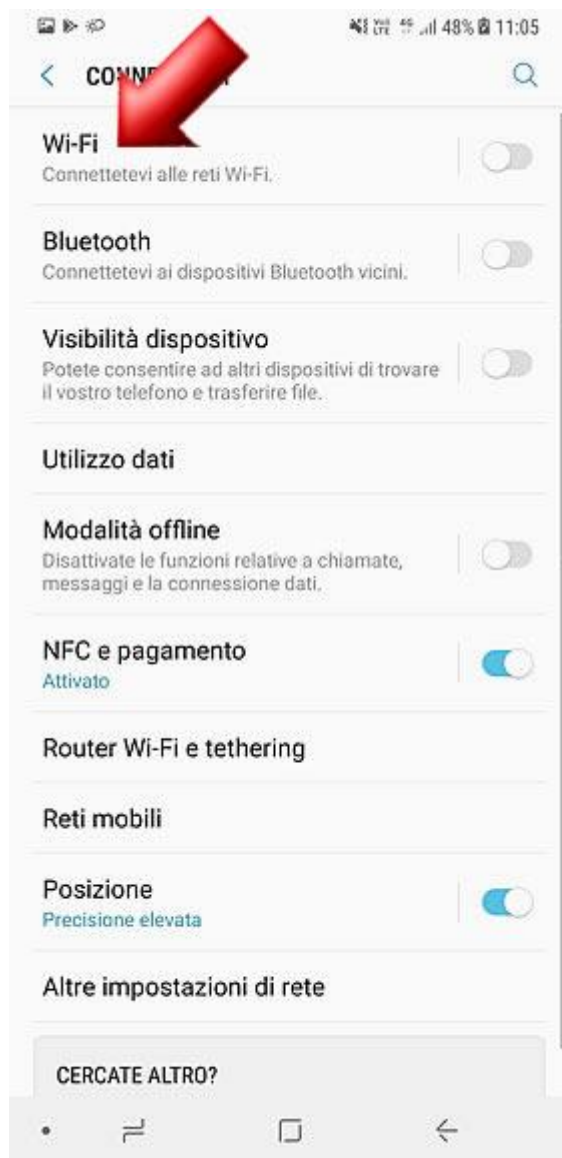 48% 11:05
Wi-Fi
Connettetevi alle reti Wi-Fi.
Bluetooth
Connettetevi ai dispositivi Bluetooth vicini.
Visibilità dispositivo
Potete consentire ad altri dispositivi di trovare
il vostro telefono e trasferire file.
Utilizzo dati
Modalità offline
Disattivate le funzioni relative a chiamate,
messaggi e la connessione dati.
NFC e pagamento
Attivato
Router Wi-Fi e tethering
Reti mobili
Posizione
Precisione elevata
Altre impostazioni di rete
CERCATE ALTRO?